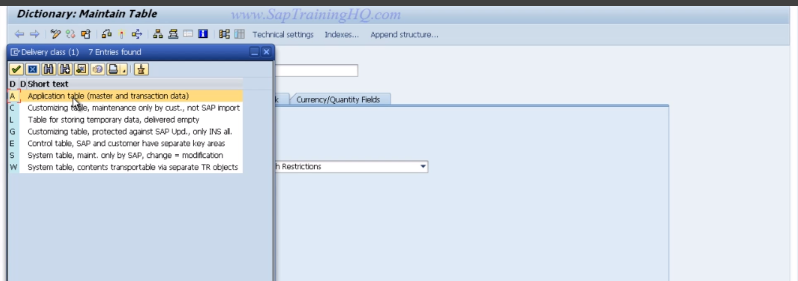 Dictionary: Maintain Table
www.SapTrainingHQ.com
Technical settings Indexes... Append structure...
Delivery class (1) 7 Entries found
D D Short text
A Application table (master and transaction data)
C Customizing table, maintenance only by cust., not SAP import
L Table for storing temporary data, delivered empty
G Customizing table, protected against SAP Upd., only INS all.
E Control table, SAP and customer have separate key areas
S System table, maint. only by SAP, change = modification
W System table, contents transportable via separate TR objects
k Currency/Quantity Fields
h Restrictions